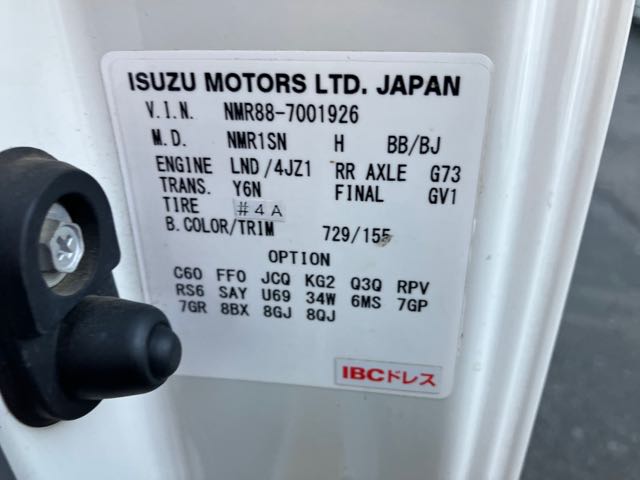 ISUZU MOTORS LTD. JAPAN
V.I.N. NMR88-7001926
M.D. NMR1SN H BB/BJ
ENGINE LND/4JZ1 RR AXLE G73
TRANS. Y6N FINAL GV1
TIRE #4A
B.COLOR/TRIM 729/155
OPTION
C60 FF0 JCQ KG2 Q3Q RPV
RS6 SAY U69 34W 6MS 7GP
7GR 8BX 8GJ 8QJ
IBCドレス